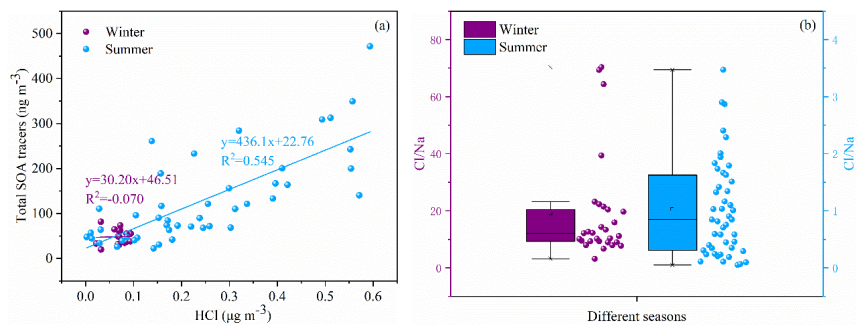 (a)
Winter
Summer
Total SOA tracers (ng m⁻³)
500
400
300
200
100
0
y=436.1x+22.76
R²=0.545
y=30.20x+46.51
R²=-0.070
0.0 0.1 0.2 0.3 0.4 0.5 0.6
HCl (μg m⁻³)
(b)
Winter
Summer
Cl/Na
80
60
40
20
0
4
3
2
1
0
Cl/Na
Different seasons